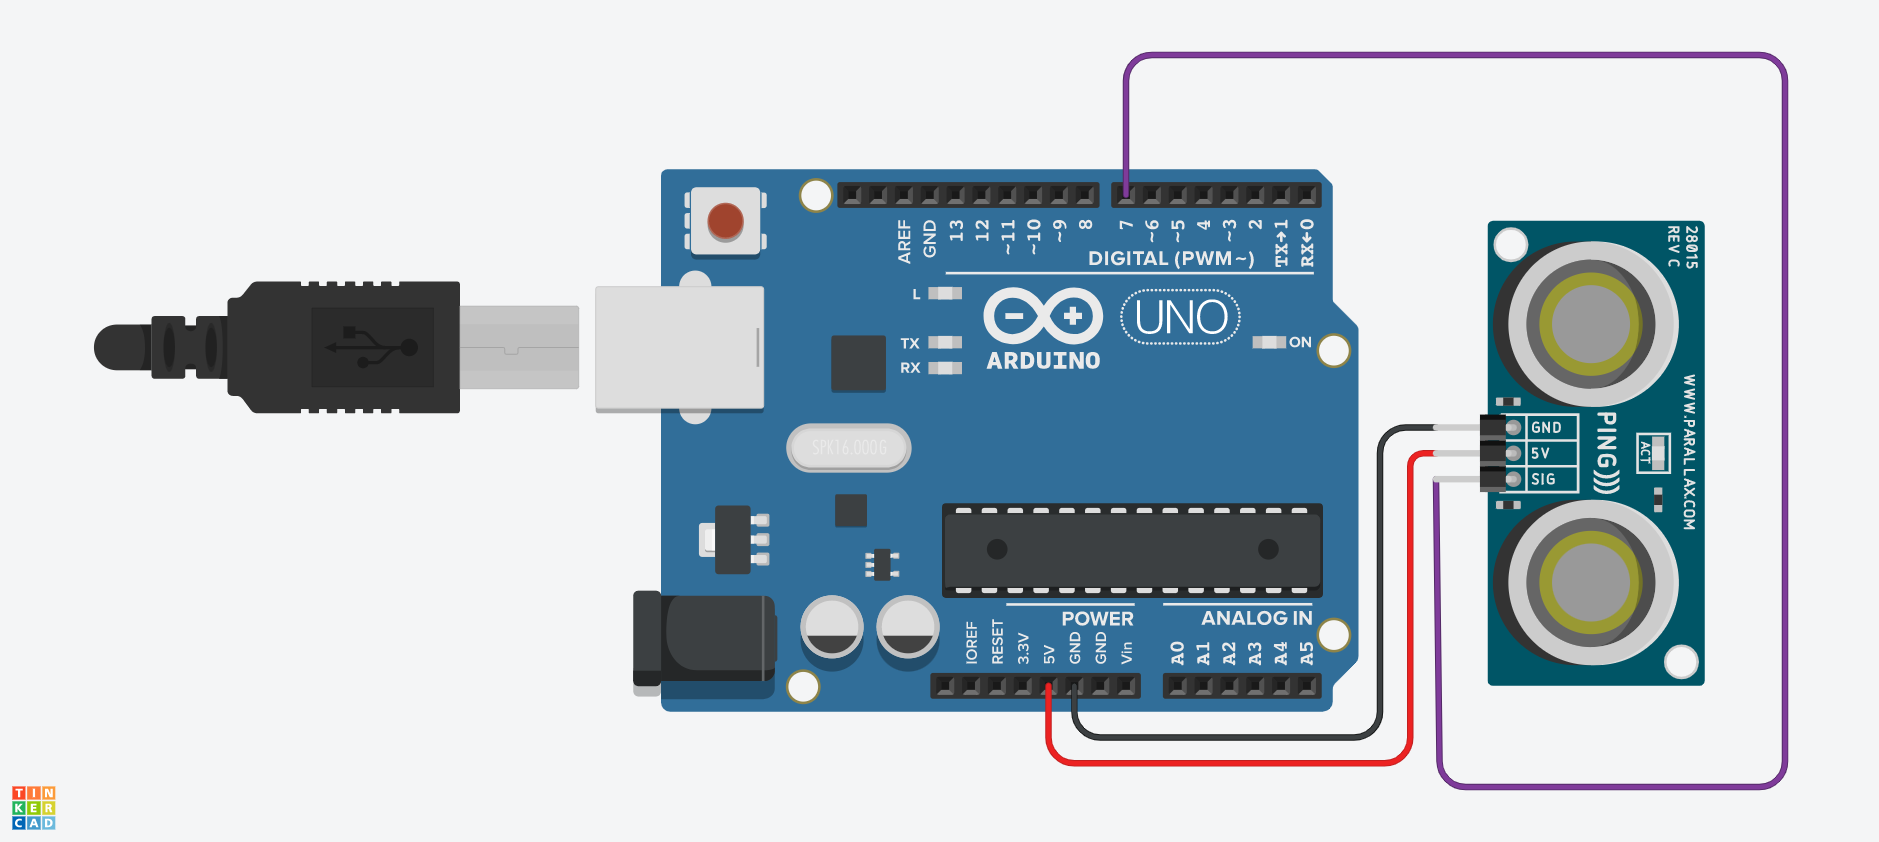 AREF
GND
13
12
~11
~10
~9
8
7
~6
~5
4
~3
2
TX→1
RX←0
DIGITAL (PWM~)
L
TX
RX
UNO
ARDUINO
ON
SPK16.000G
POWER
ANALOG IN
IOREF
RESET
3.3V
5V
GND
GND
Vin
A0
A1
A2
A3
A4
A5
28015
REV C
WWW.PARALLAX.COM
PING)))
ACT
GND
5V
SIG
TIN
KER
CAD